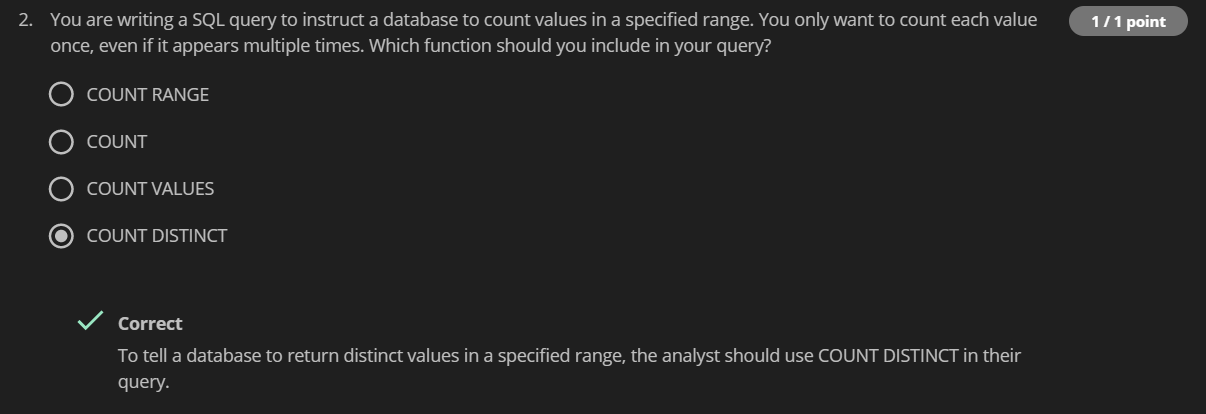 2. You are writing a SQL query to instruct a database to count values in a specified range. You only want to count each value
1 / 1 point
once, even if it appears multiple times. Which function should you include in your query?
COUNT RANGE
COUNT
COUNT VALUES
COUNT DISTINCT
Correct
To tell a database to return distinct values in a specified range, the analyst should use COUNT DISTINCT in their
query.